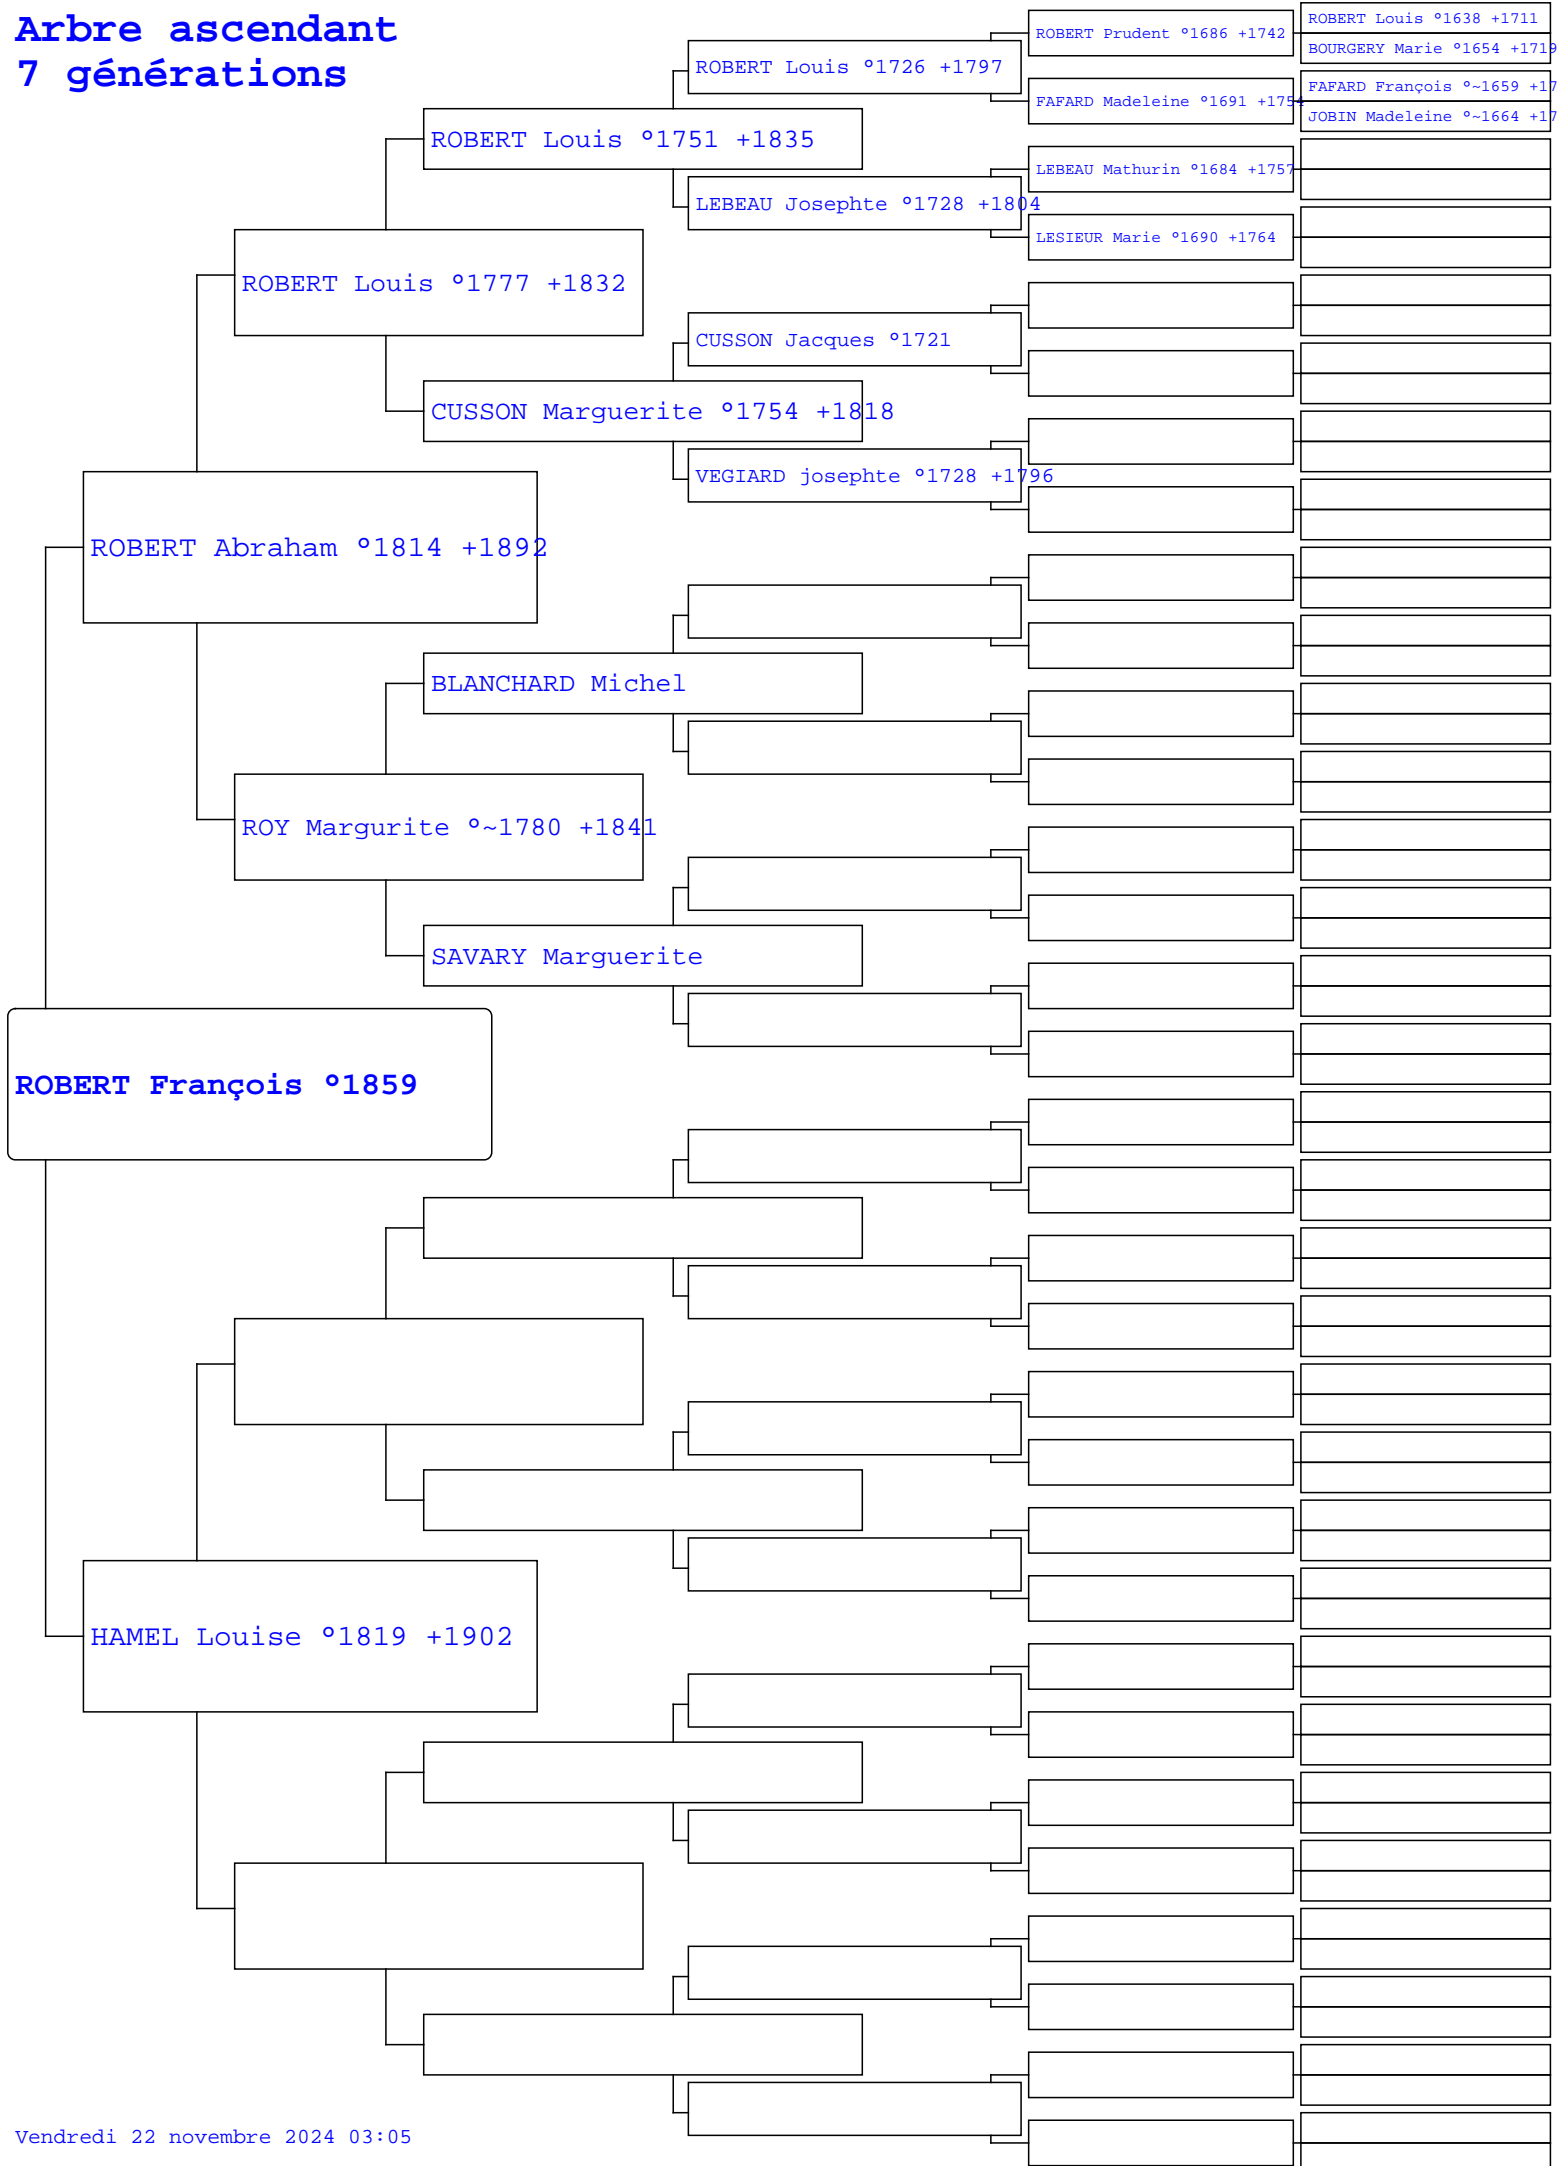 Arbre ascendant
7 générations
ROBERT Louis °1638 +1711
ROBERT Prudent °1686 +1742
BOURGERY Marie °1654 +1719
ROBERT Louis °1726 +1797
FAFARD François °~1659 +17
FAFARD Madeleine °1691 +1754
JOBIN Madeleine °~1664 +17
ROBERT Louis °1751 +1835
LEBEAU Mathurin °1684 +1757
LEBEAU Josephte °1728 +1804
LESIEUR Marie °1690 +1764
ROBERT Louis °1777 +1832
CUSSON Jacques °1721
CUSSON Marguerite °1754 +1818
VEGIARD josephte °1728 +1796
ROBERT Abraham °1814 +1892
BLANCHARD Michel
ROY Margurite °~1780 +1841
SAVARY Marguerite
ROBERT François °1859
HAMEL Louise °1819 +1902
Vendredi 22 novembre 2024 03:05